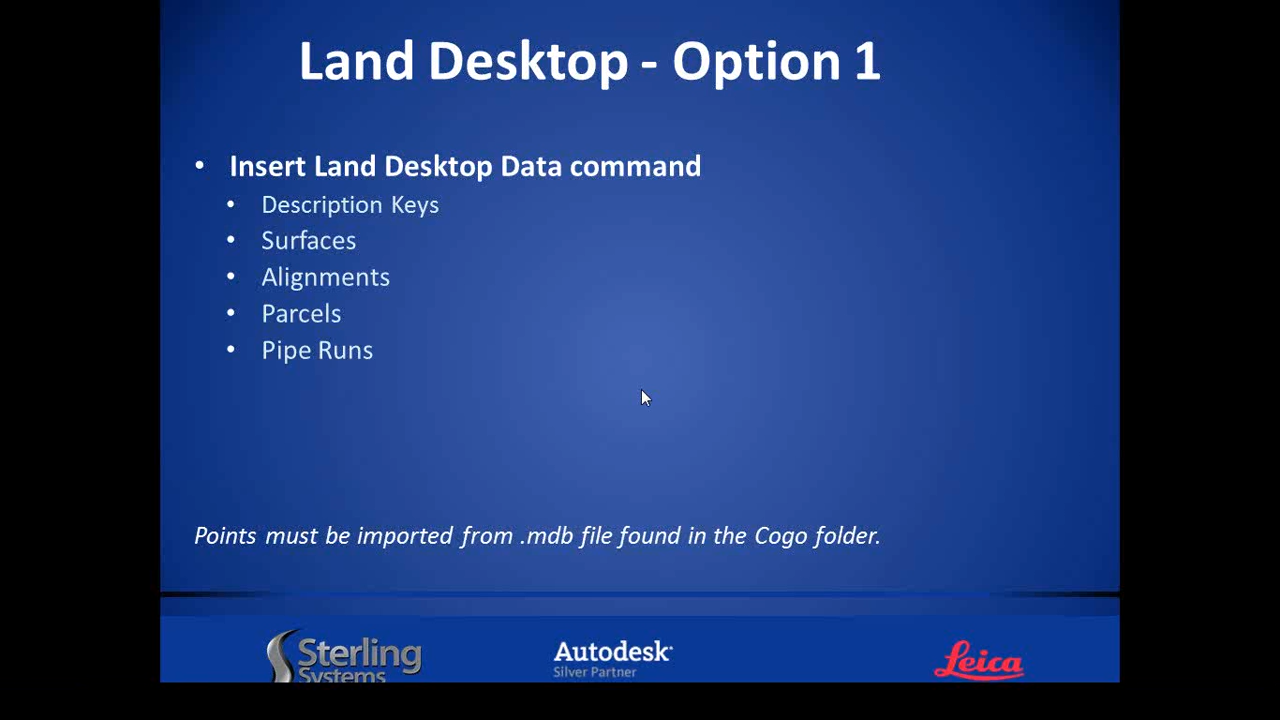 Land Desktop - Option 1
• Insert Land Desktop Data command
• Description Keys
• Surfaces
• Alignments
• Parcels
• Pipe Runs
Points must be imported from .mdb file found in the Cogo folder.
Sterling
Systems
Autodesk
Silver Partner
Leica